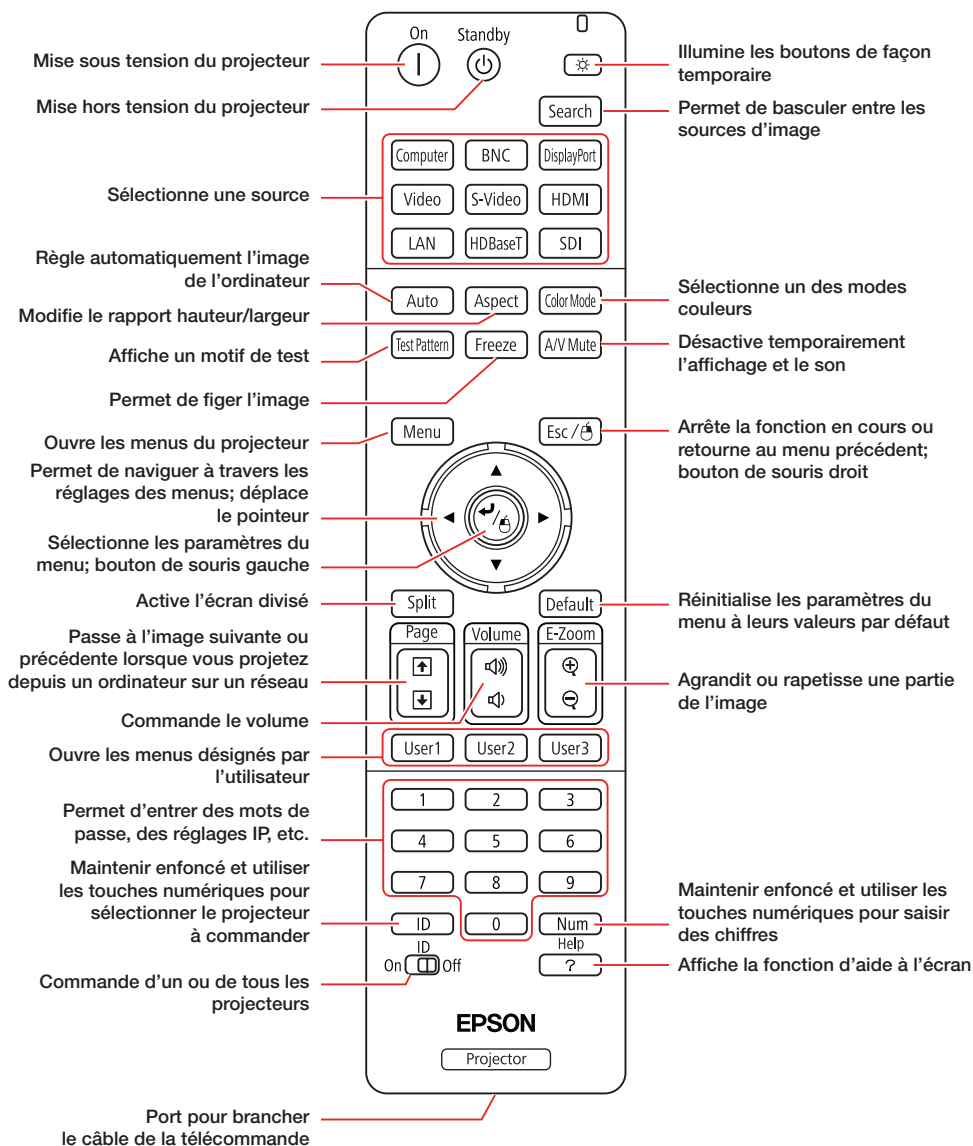 On
Standby
Mise sous tension du projecteur
Illumine les boutons de façon
temporaire
Mise hors tension du projecteur
Search
Permet de basculer entre les
sources d'image
Computer
BNC
DisplayPort
Sélectionne une source
Video
S-Video
HDMI
LAN
HDBaseT
SDI
Règle automatiquement l'image
de l'ordinateur
Auto
Aspect
Color Mode
Sélectionne un des modes
couleurs
Modifie le rapport hauteur/largeur
Test Pattern
Freeze
A/V Mute
Désactive temporairement
l'affichage et le son
Affiche un motif de test
Permet de figer l'image
Menu
Esc /
Arrête la fonction en cours ou
retourne au menu précédent;
bouton de souris droit
Ouvre les menus du projecteur
Permet de naviguer à travers les
réglages des menus; déplace
le pointeur
Sélectionne les paramètres du
menu; bouton de souris gauche
Active l'écran divisé
Split
Default
Réinitialise les paramètres du
menu à leurs valeurs par défaut
Page
Volume
E-Zoom
Passe à l'image suivante ou
précédente lorsque vous projetez
depuis un ordinateur sur un réseau
Agrandit ou rapetisse une partie
de l'image
Commande le volume
User1
User2
User3
Ouvre les menus désignés par
l'utilisateur
1
2
3
Permet d'entrer des mots de
passe, des réglages IP, etc.
4
5
6
7
8
9
Maintenir enfoncé et utiliser
les touches numériques pour
sélectionner le projecteur
à commander
ID
0
Num
Maintenir enfoncé et utiliser les
touches numériques pour saisir
des chiffres
ID
On
Off
Help
?
Affiche la fonction d'aide à l'écran
Commande d'un ou de tous les
projecteurs
EPSON
Projector
Port pour brancher
le câble de la télécommande